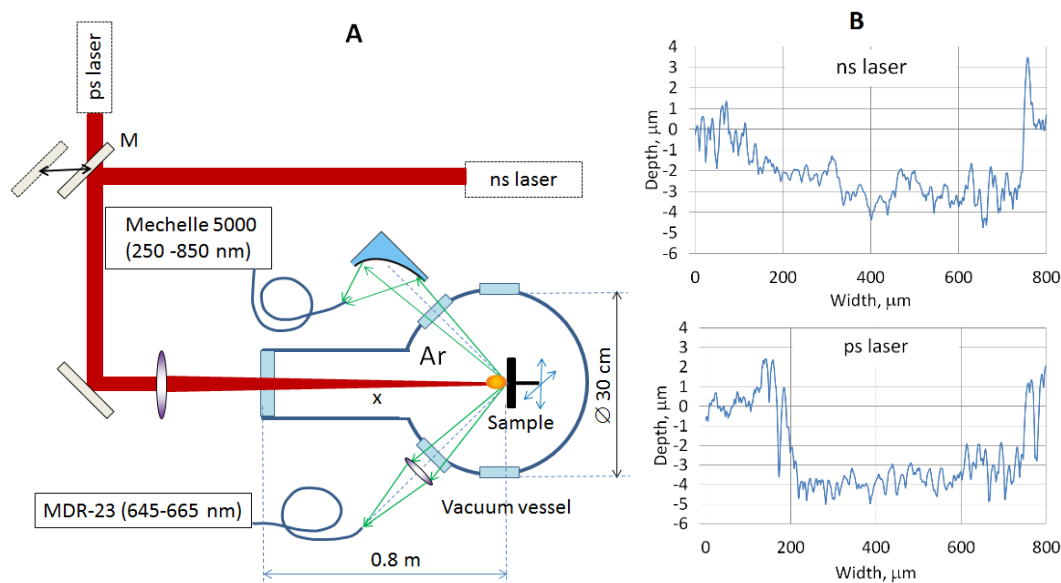 A
ps laser
M
ns laser
Mechelle 5000
(250 -850 nm)
Ar
x
Sample
Ø 30 cm
MDR-23 (645-665 nm)
Vacuum vessel
0.8 m
B
ns laser
Depth, μm
4
3
2
1
0
-1
-2
-3
-4
-5
-6
0
200
400
600
800
Width, μm
ps laser
Depth, μm
4
3
2
1
0
-1
-2
-3
-4
-5
-6
0
200
400
600
800
Width, μm